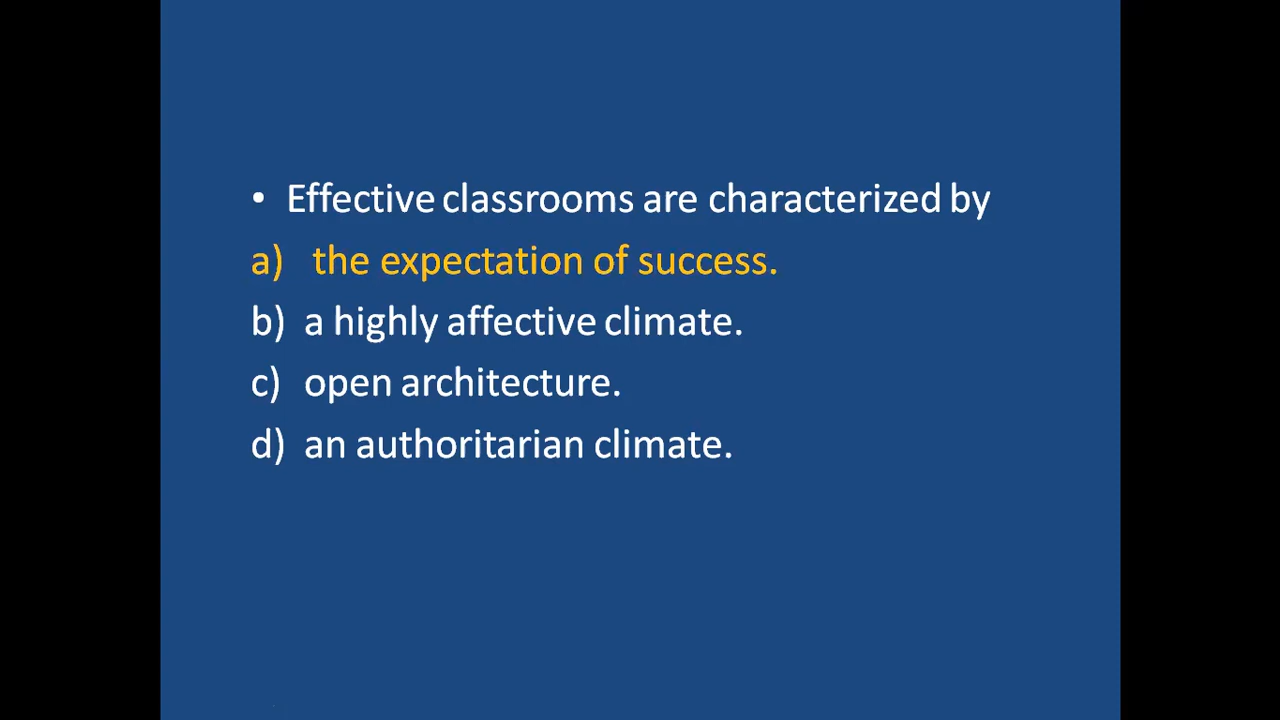 • Effective classrooms are characterized by
a) the expectation of success.
b) a highly affective climate.
c) open architecture.
d) an authoritarian climate.